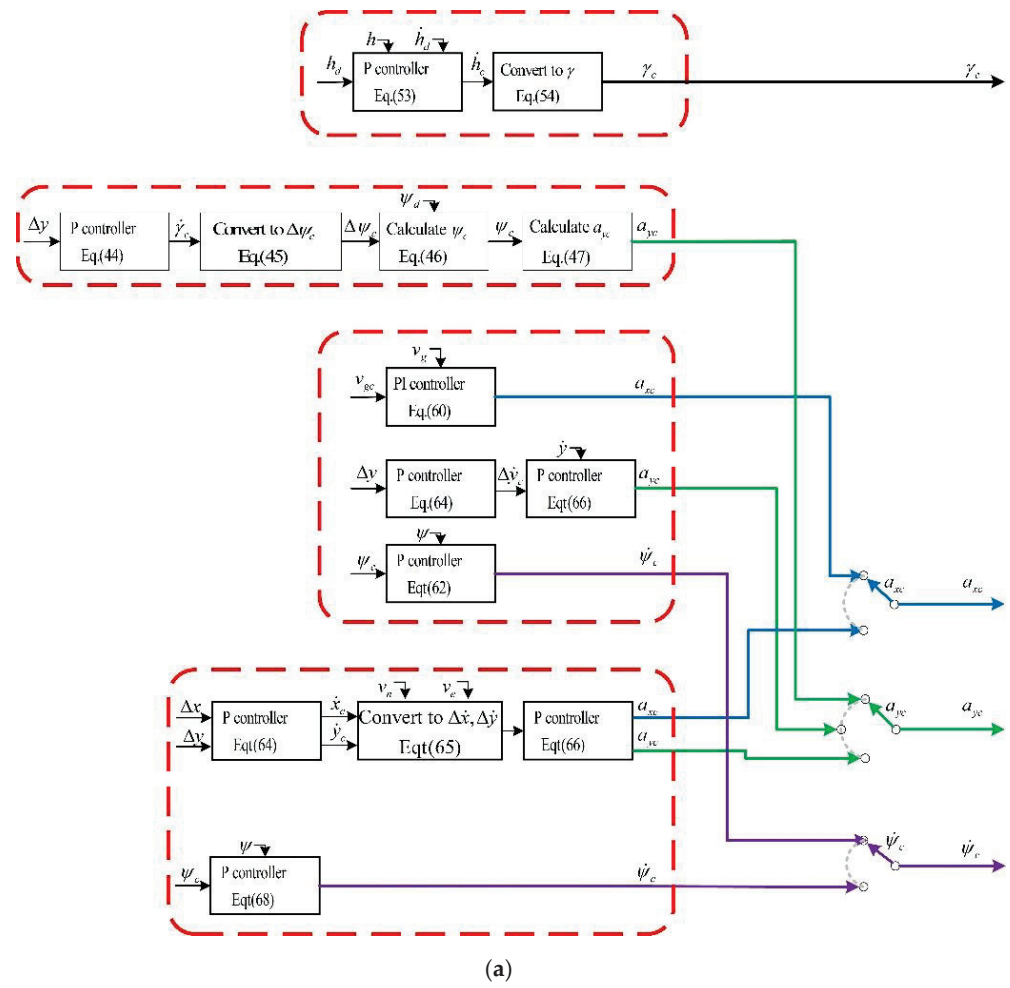 h ḣ_d
h_d P controller ḣ_c Convert to γ γ_c γ_c
Eq.(53) Eq.(54)
ψ_d
Δy P controller γ̇_c Convert to Δψ_c Δψ_c Calculate ψ_c ψ_c Calculate a_yc a_yc
Eq.(44) Eq.(45) Eq.(46) Eq.(47)
v_g
v_gc PI controller a_xc
Eq.(60)
ẏ
Δy P controller Δẏ_c P controller a_yc
Eq.(64) Eqt(66)
ψ
ψ_c P controller ψ̇_c
Eqt(62)
a_xc a_xc
v_n v_e
Δx ẋ_c Convert to Δẋ, Δẏ a_xc
P controller P controller
Δy Eqt(64) ẏ_c Eqt(65) Eqt(66) a_yc
a_yc a_yc
ψ
ψ_c P controller ψ̇_c ψ̇_c ψ̇_c
Eqt(68)
(a)